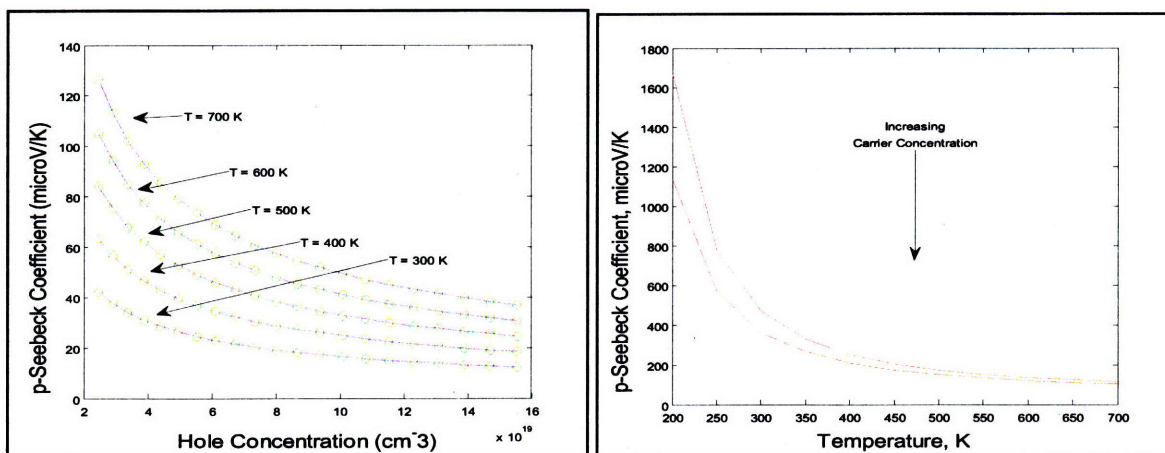 140
120
100
80
60
40
20
0
p-Seebeck Coefficient (microV/K)
T = 700 K
T = 600 K
T = 500 K
T = 400 K
T = 300 K
2 4 6 8 10 12 14 16
x 10^19
Hole Concentration (cm^-3)
1800
1600
1400
1200
1000
800
600
400
200
0
p-Seebeck Coefficient, microV/K
Increasing
Carrier Concentration
200 250 300 350 400 450 500 550 600 650 700
Temperature, K